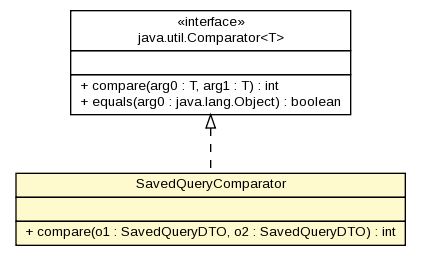 «interface»
java.util.Comparator<T>
+ compare(arg0 : T, arg1 : T) : int
+ equals(arg0 : java.lang.Object) : boolean
SavedQueryComparator
+ compare(o1 : SavedQueryDTO, o2 : SavedQueryDTO) : int